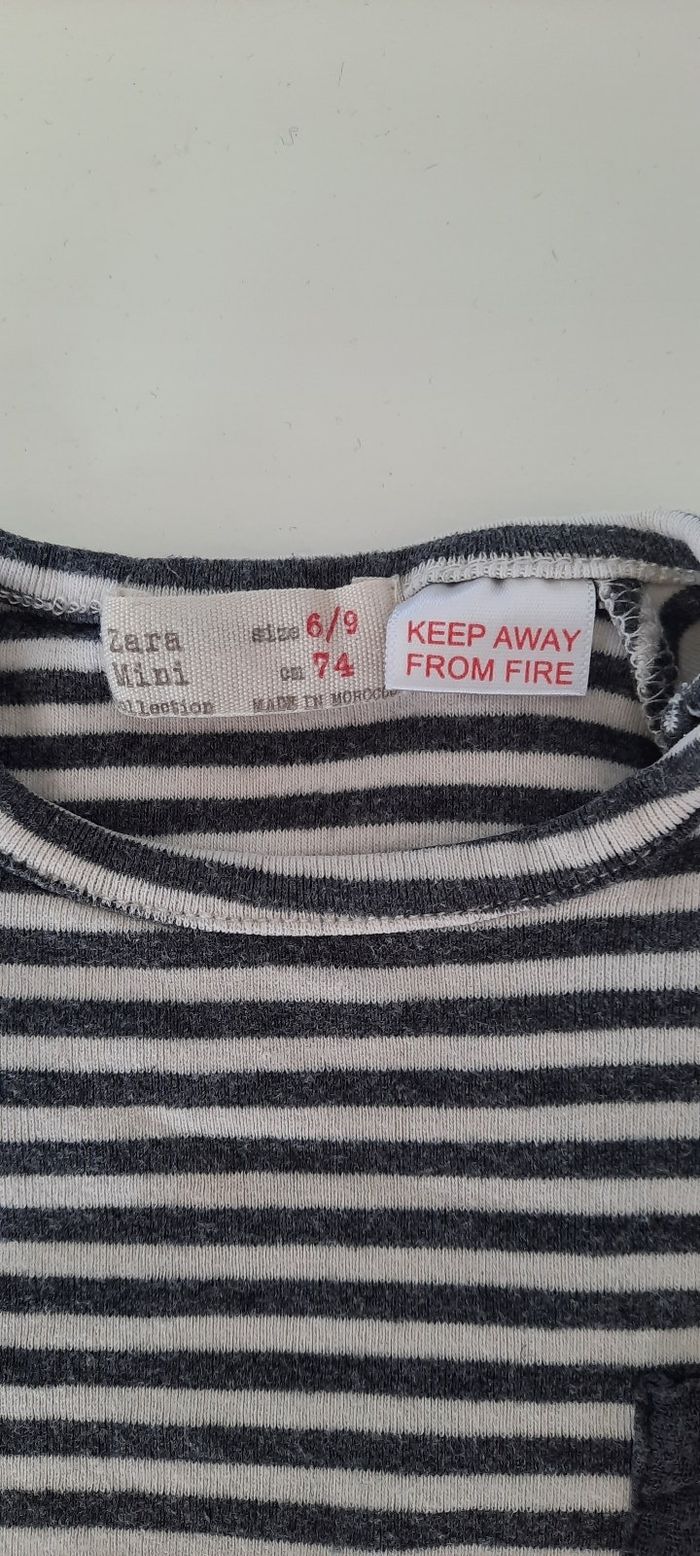 Zara
Mini
collection
size 6/9
cm 74
MADE IN MOROCCO
KEEP AWAY
FROM FIRE